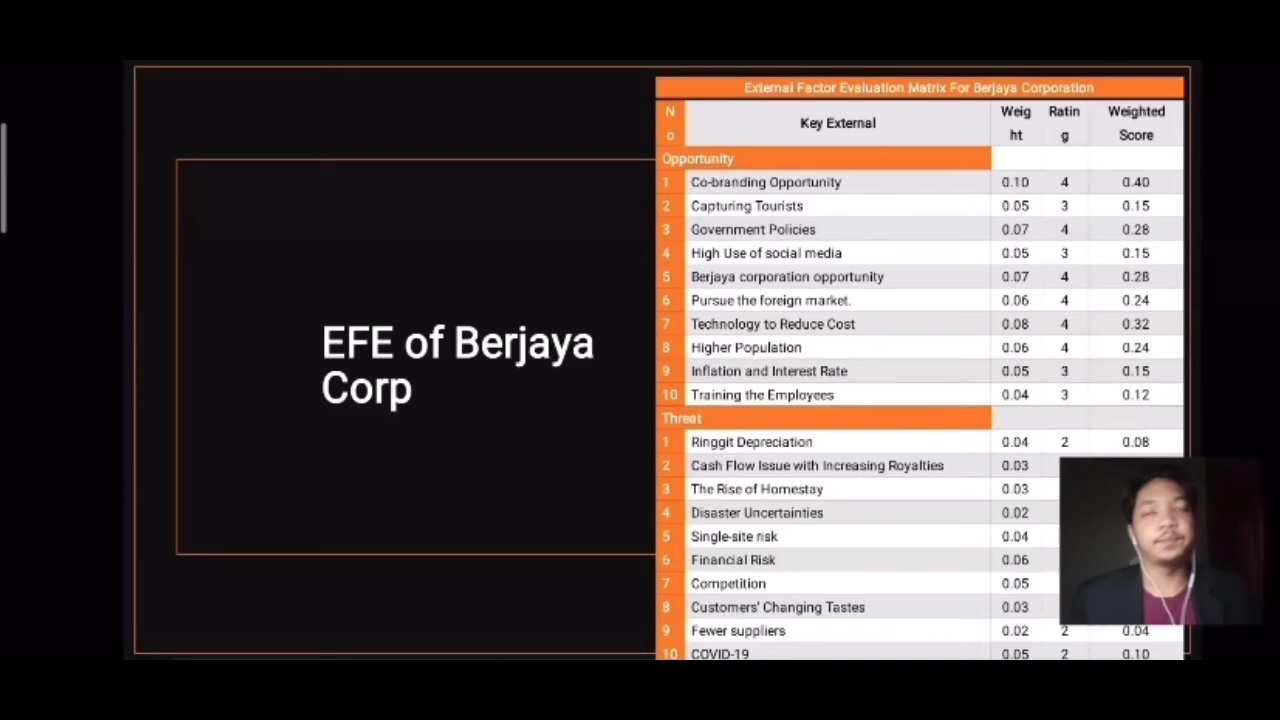 EFE of Berjaya
Corp
External Factor Evaluation Matrix For Berjaya Corporation
No Key External Weight Rating Weighted Score
Opportunity
1 Co-branding Opportunity 0.10 4 0.40
2 Capturing Tourists 0.05 3 0.15
3 Government Policies 0.07 4 0.28
4 High Use of social media 0.05 3 0.15
5 Berjaya corporation opportunity 0.07 4 0.28
6 Pursue the foreign market. 0.06 4 0.24
7 Technology to Reduce Cost 0.08 4 0.32
8 Higher Population 0.06 4 0.24
9 Inflation and Interest Rate 0.05 3 0.15
10 Training the Employees 0.04 3 0.12
Threat
1 Ringgit Depreciation 0.04 2 0.08
2 Cash Flow Issue with Increasing Royalties 0.03
3 The Rise of Homestay 0.03
4 Disaster Uncertainties 0.02
5 Single-site risk 0.04
6 Financial Risk 0.06
7 Competition 0.05
8 Customers' Changing Tastes 0.03
9 Fewer suppliers 0.02 2 0.04
10 COVID-19 0.05 2 0.10